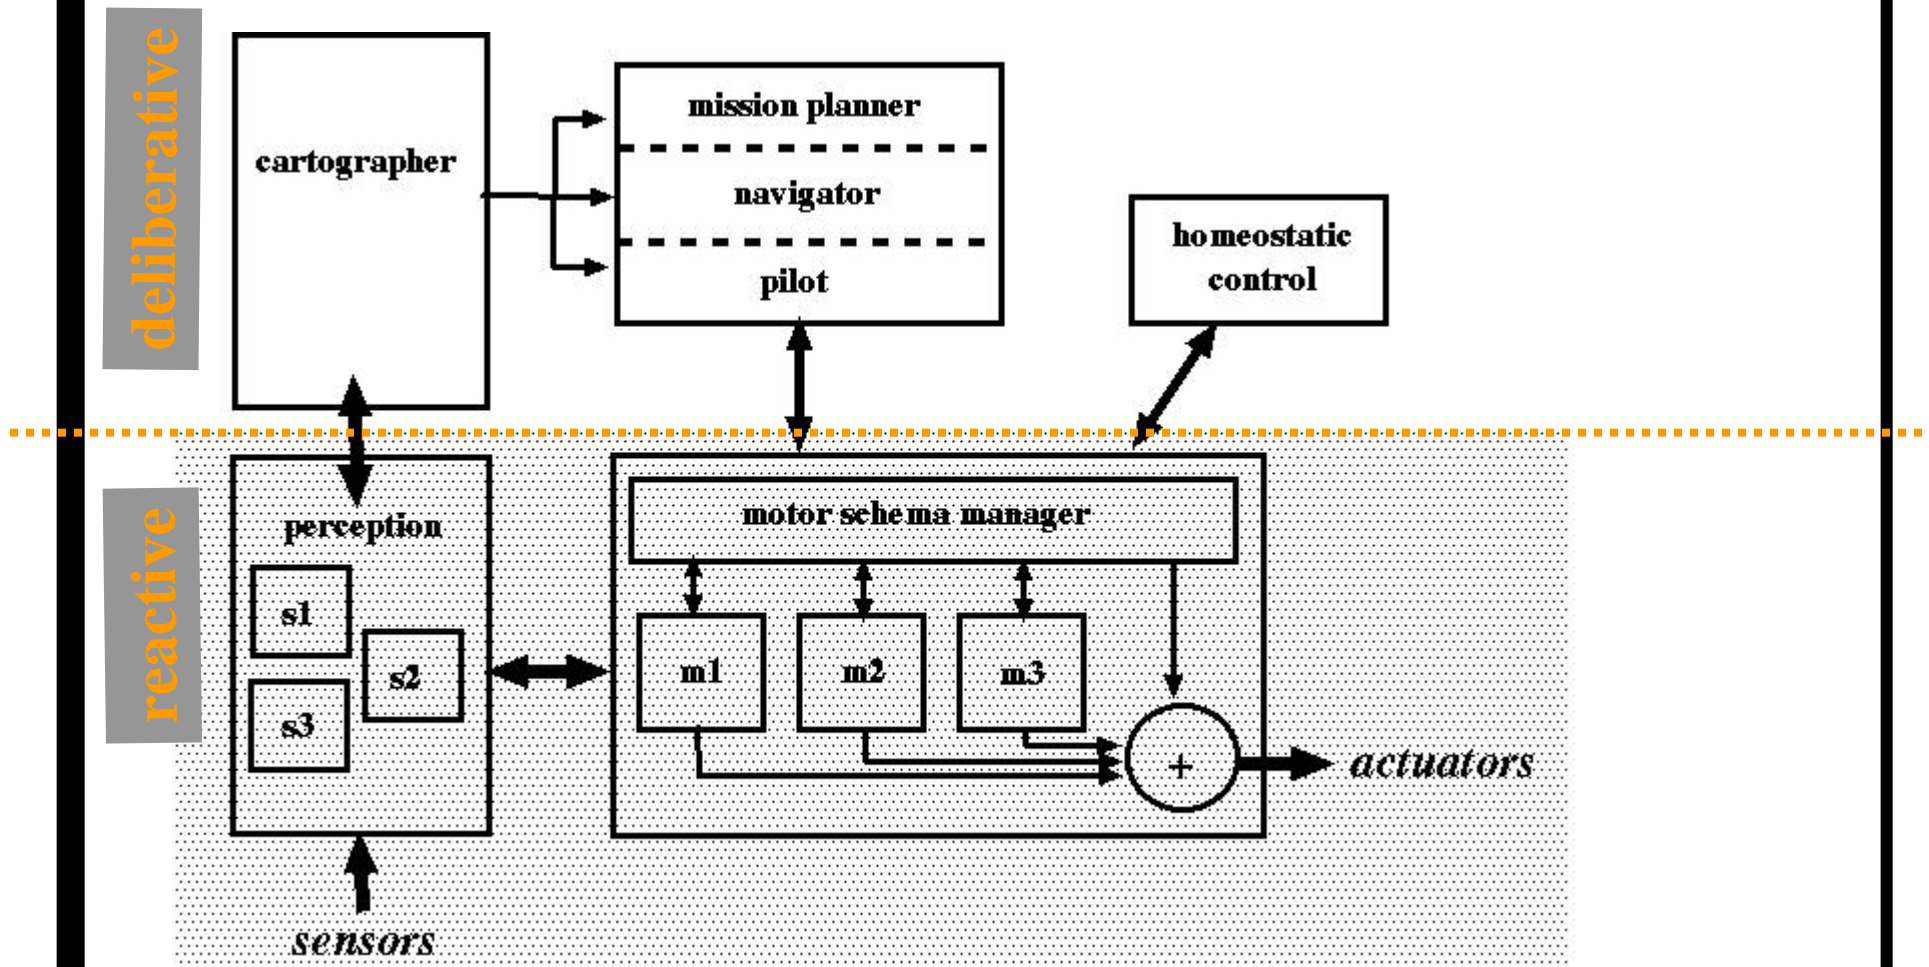 deliberative
cartographer
mission planner
navigator
pilot
homeostatic
control
reactive
perception
s1
s2
s3
motor schema manager
m1
m2
m3
+
actuators
sensors